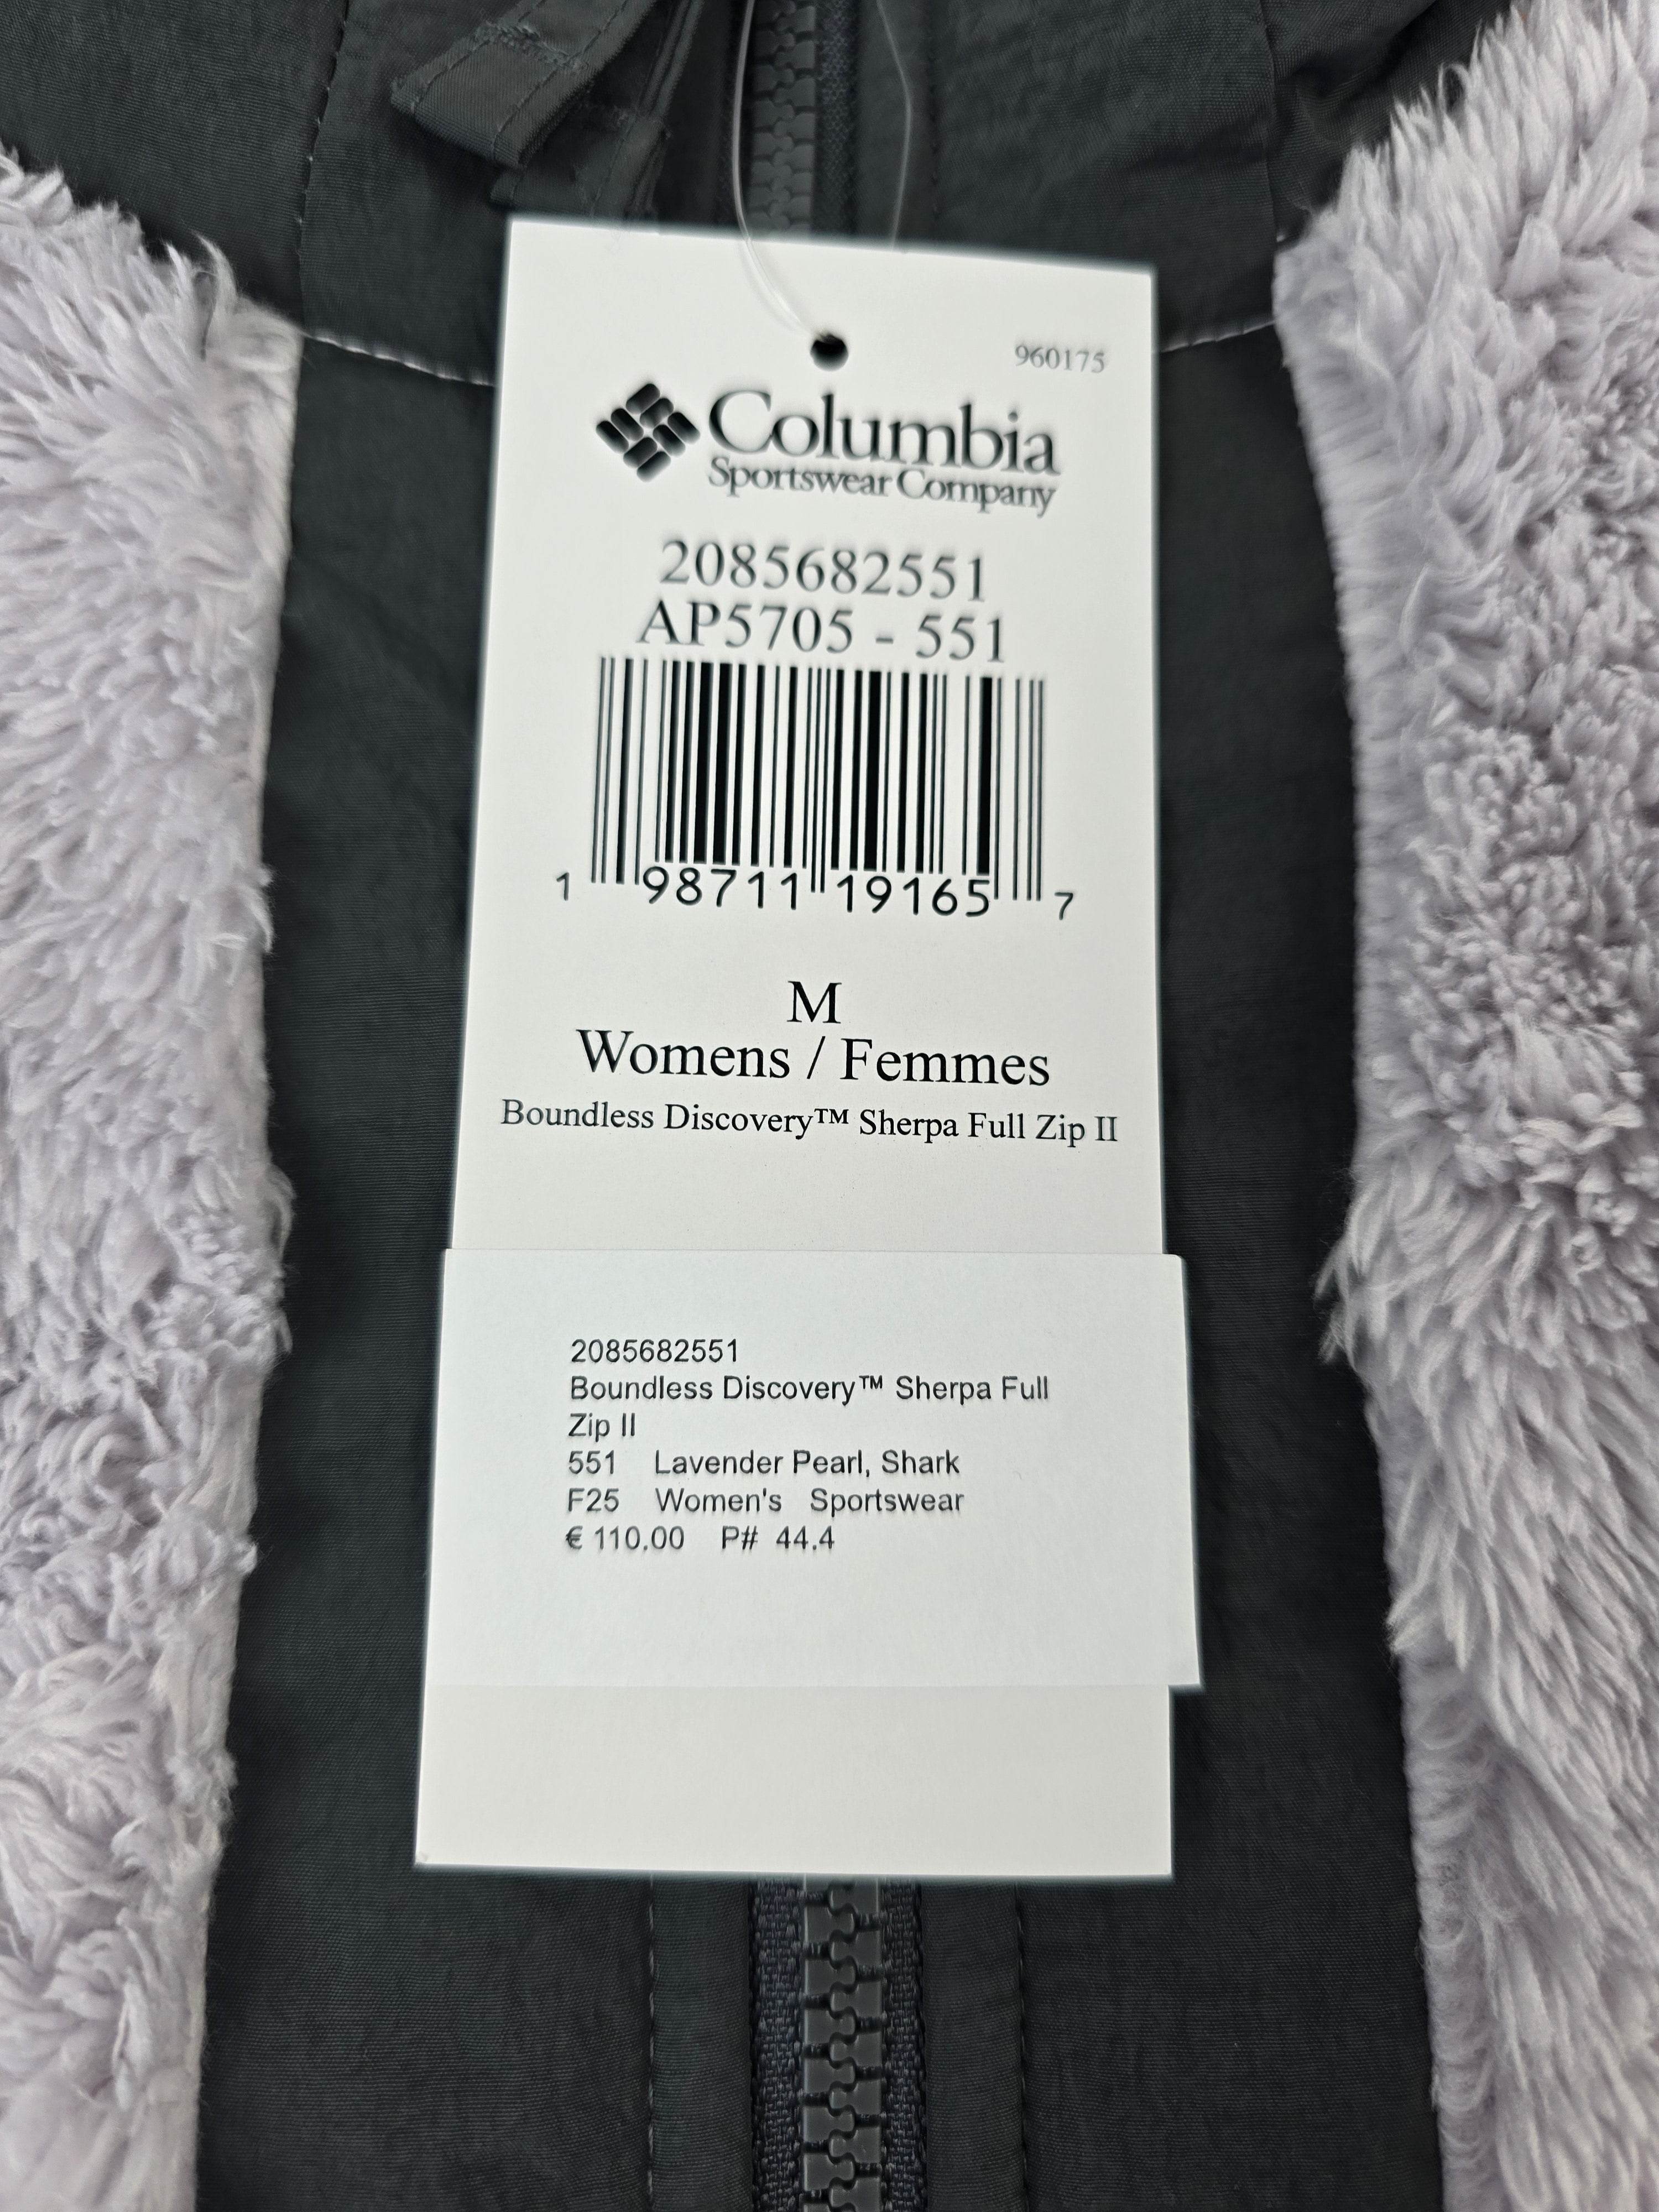 960175
Columbia
Sportswear Company
2085682551
AP5705 - 551
1 98711 19165 7
M
Womens / Femmes
Boundless Discovery™ Sherpa Full Zip II
2085682551
Boundless Discovery™ Sherpa Full
Zip II
551 Lavender Pearl, Shark
F25 Women's Sportswear
€ 110.00 P# 44.4